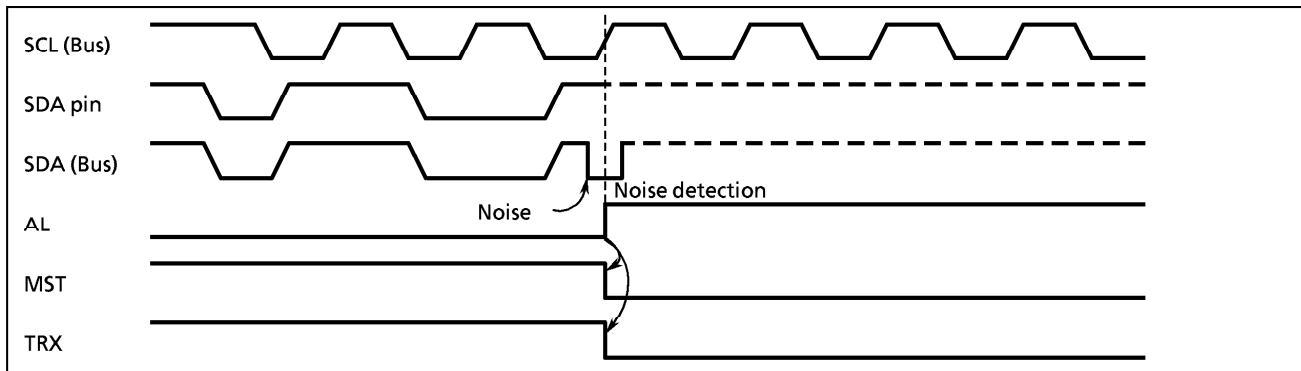 SCL (Bus)
SDA pin
SDA (Bus)
Noise detection
Noise
AL
MST
TRX